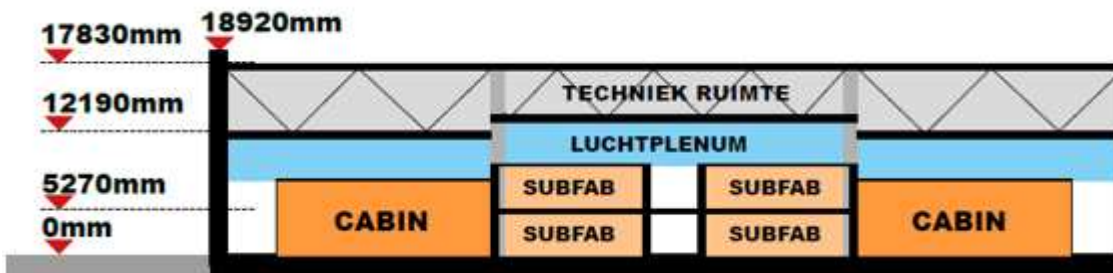 18920mm
17830mm
TECHNIEK RUIMTE
12190mm
LUCHTPLENUM
5270mm
SUBFAB SUBFAB
CABIN CABIN
0mm
SUBFAB SUBFAB